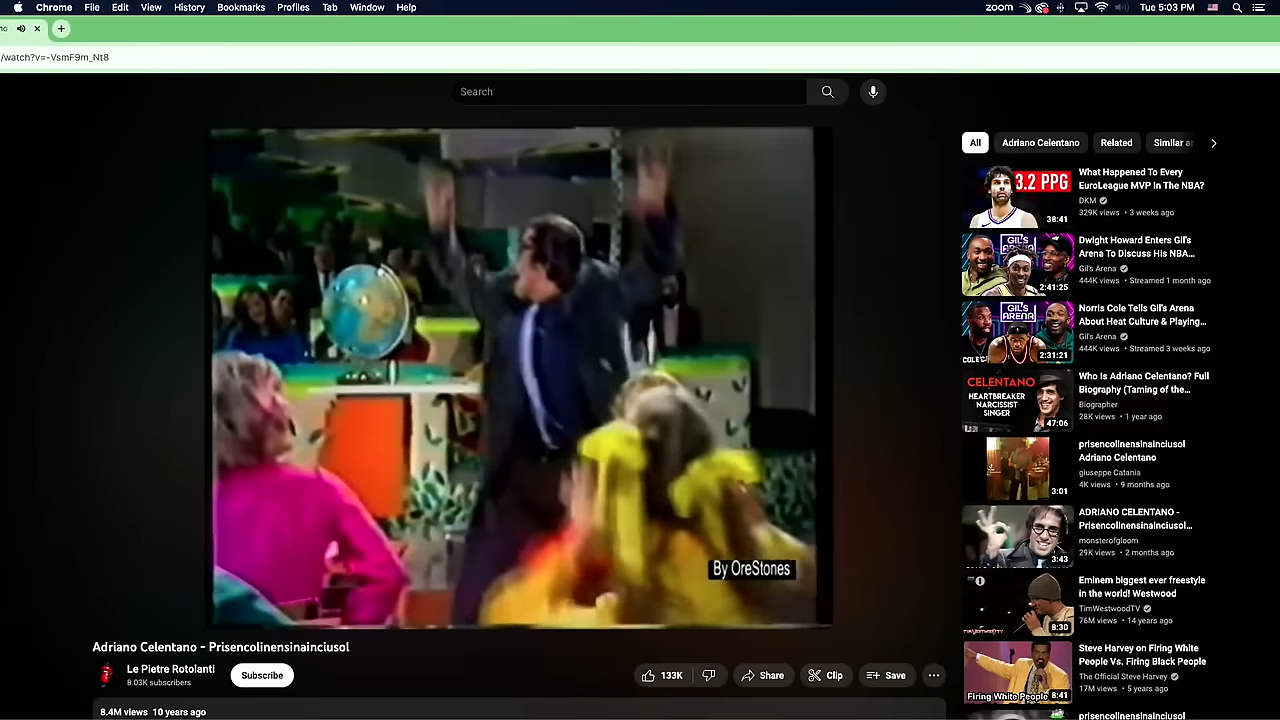 Chrome File Edit View History Bookmarks Profiles Tab Window Help
zoom Tue 5:03 PM
/watch?v=-VsmF9m_Nt8
Search
All Adriano Celentano Related Similar ar
3.2 PPG
38:41
What Happened To Every
EuroLeague MVP In The NBA?
DKM
329K views • 3 weeks ago
GIL'S
ARENA
2:41:25
Dwight Howard Enters Gil's
Arena To Discuss His NBA...
Gil's Arena
444K views • Streamed 1 month ago
GIL'S
ARENA
COLE
2:31:21
Norris Cole Tells Gil's Arena
About Heat Culture & Playing...
Gil's Arena
444K views • Streamed 3 weeks ago
CELENTANO
HEARTBREAKER
NARCISSIST
SINGER
47:06
Who Is Adriano Celentano? Full
Biography (Taming of the...
Biographer
28K views • 1 year ago
3:01
prisencolinensinainciusol
Adriano Celentano
giuseppe Catania
4K views • 9 months ago
3:43
ADRIANO CELENTANO -
Prisencolinensinainciusol...
monsterofgloom
29K views • 2 months ago
TIMWESTWOODTV
8:30
Eminem biggest ever freestyle
in the world! Westwood
TimWestwoodTV
76M views • 14 years ago
Firing White People
8:41
Steve Harvey on Firing White
People Vs. Firing Black People
The Official Steve Harvey
17M views • 5 years ago
prisencolinensinainciusol
By OreStones
Adriano Celentano - Prisencolinensinainciusol
Le Pietre Rotolanti
8.03K subscribers
Subscribe
133K Share Clip Save
8.4M views 10 years ago